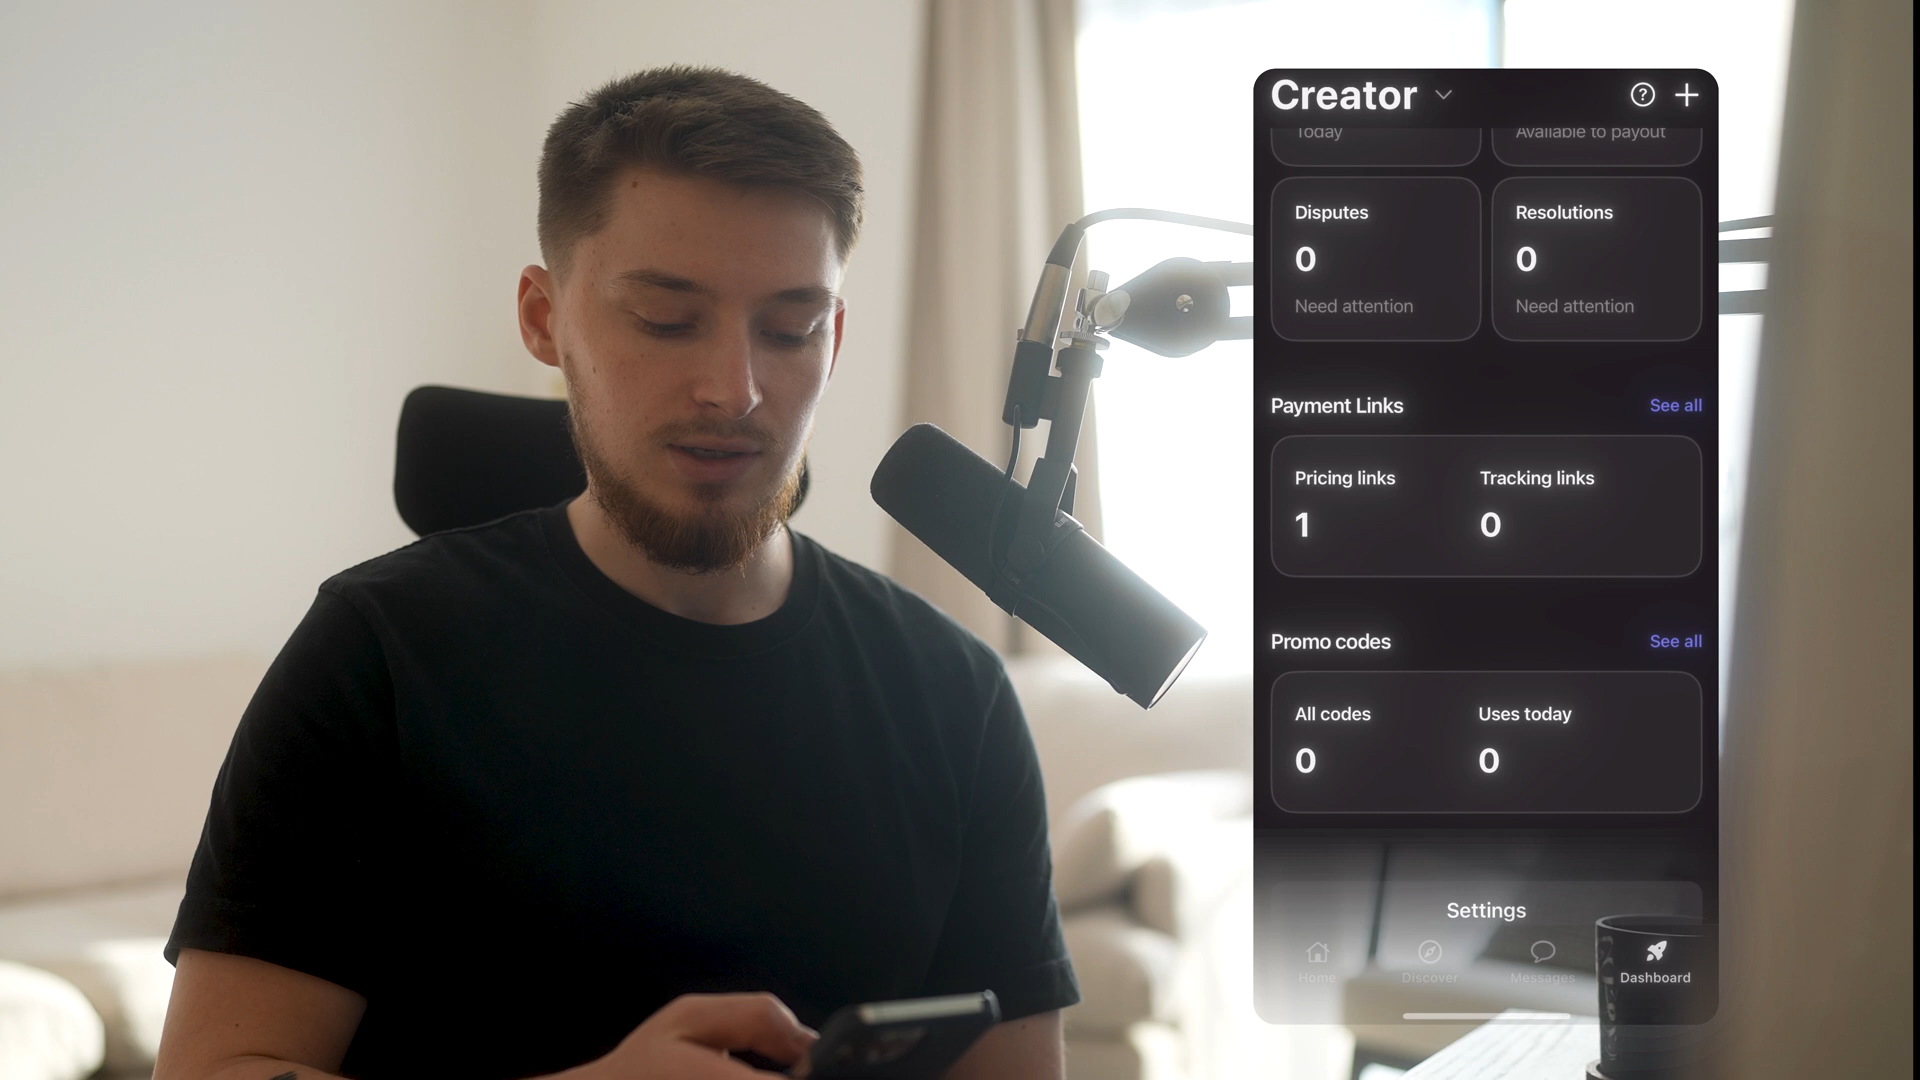 Creator
Today
Available to payout
Disputes
Resolutions
0
0
Need attention
Need attention
Payment Links
See all
Pricing links
Tracking links
1
0
Promo codes
See all
All codes
Uses today
0
0
Settings
Home
Discover
Messages
Dashboard